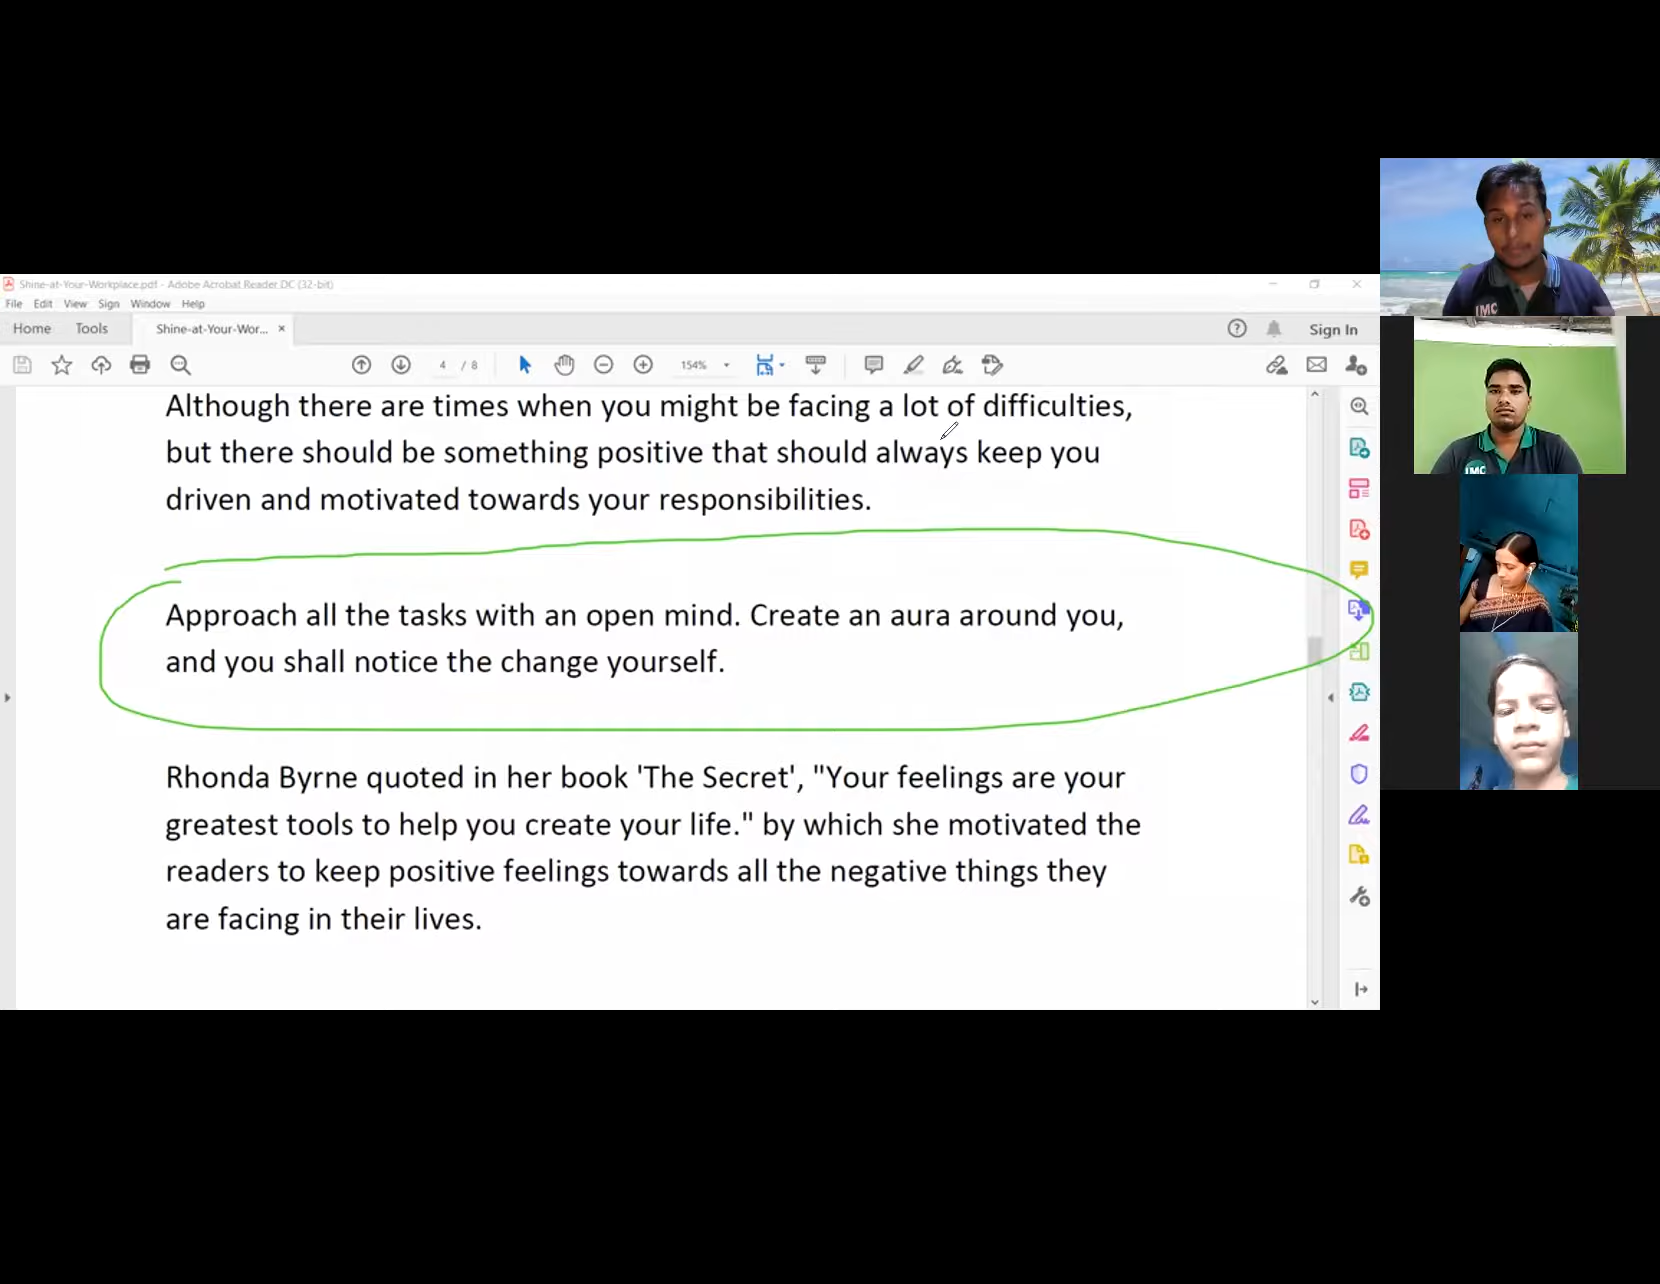 Shine-at-Your-Workplace.pdf - Adobe Acrobat Reader DC (32-bit)
File Edit View Sign Window Help
Home Tools Shine-at-Your-Wor... × Sign In
4 / 8 154%
Although there are times when you might be facing a lot of difficulties,
but there should be something positive that should always keep you
driven and motivated towards your responsibilities.
Approach all the tasks with an open mind. Create an aura around you,
and you shall notice the change yourself.
Rhonda Byrne quoted in her book 'The Secret', "Your feelings are your
greatest tools to help you create your life." by which she motivated the
readers to keep positive feelings towards all the negative things they
are facing in their lives.
IMC
IMC